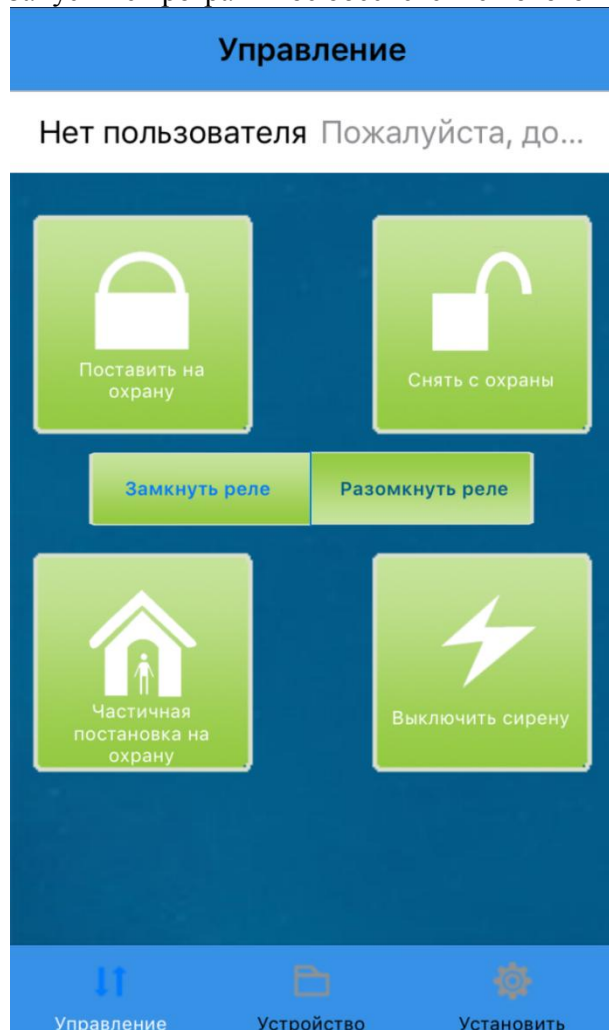 Управление
Нет пользователя Пожалуйста, до...
Поставить на
охрану
Снять с охраны
Замкнуть реле
Разомкнуть реле
Частичная
постановка на
охрану
Выключить сирену
Управление
Устройство
Установить